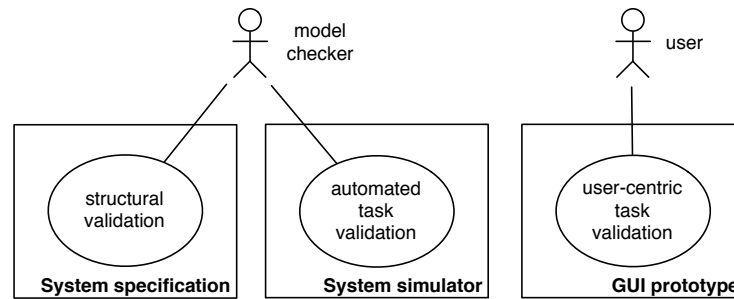 model
checker
user
structural
validation
automated
task
validation
user-centric
task
validation
System specification
System simulator
GUI prototype